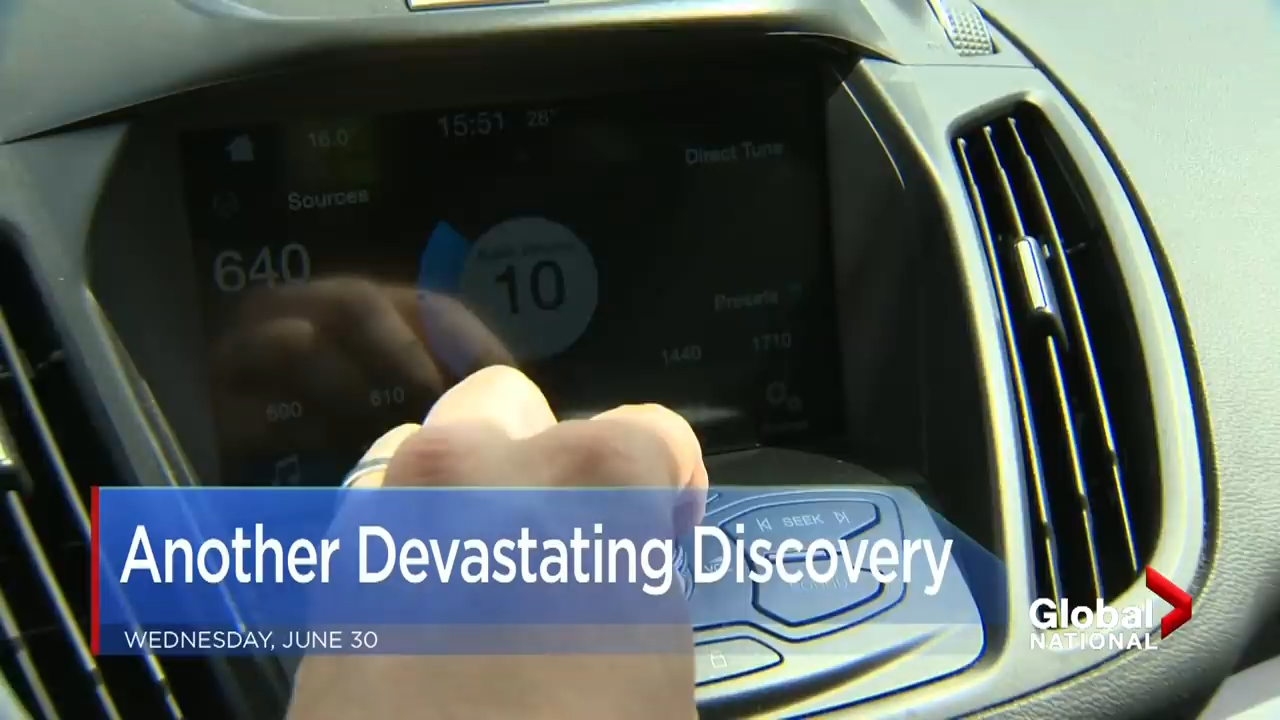 16.0
15:51 28°
Direct Tune
Sources
640
10
Presets
1440
1710
500
610
SEEK
Another Devastating Discovery
WEDNESDAY, JUNE 30
Global
NATIONAL